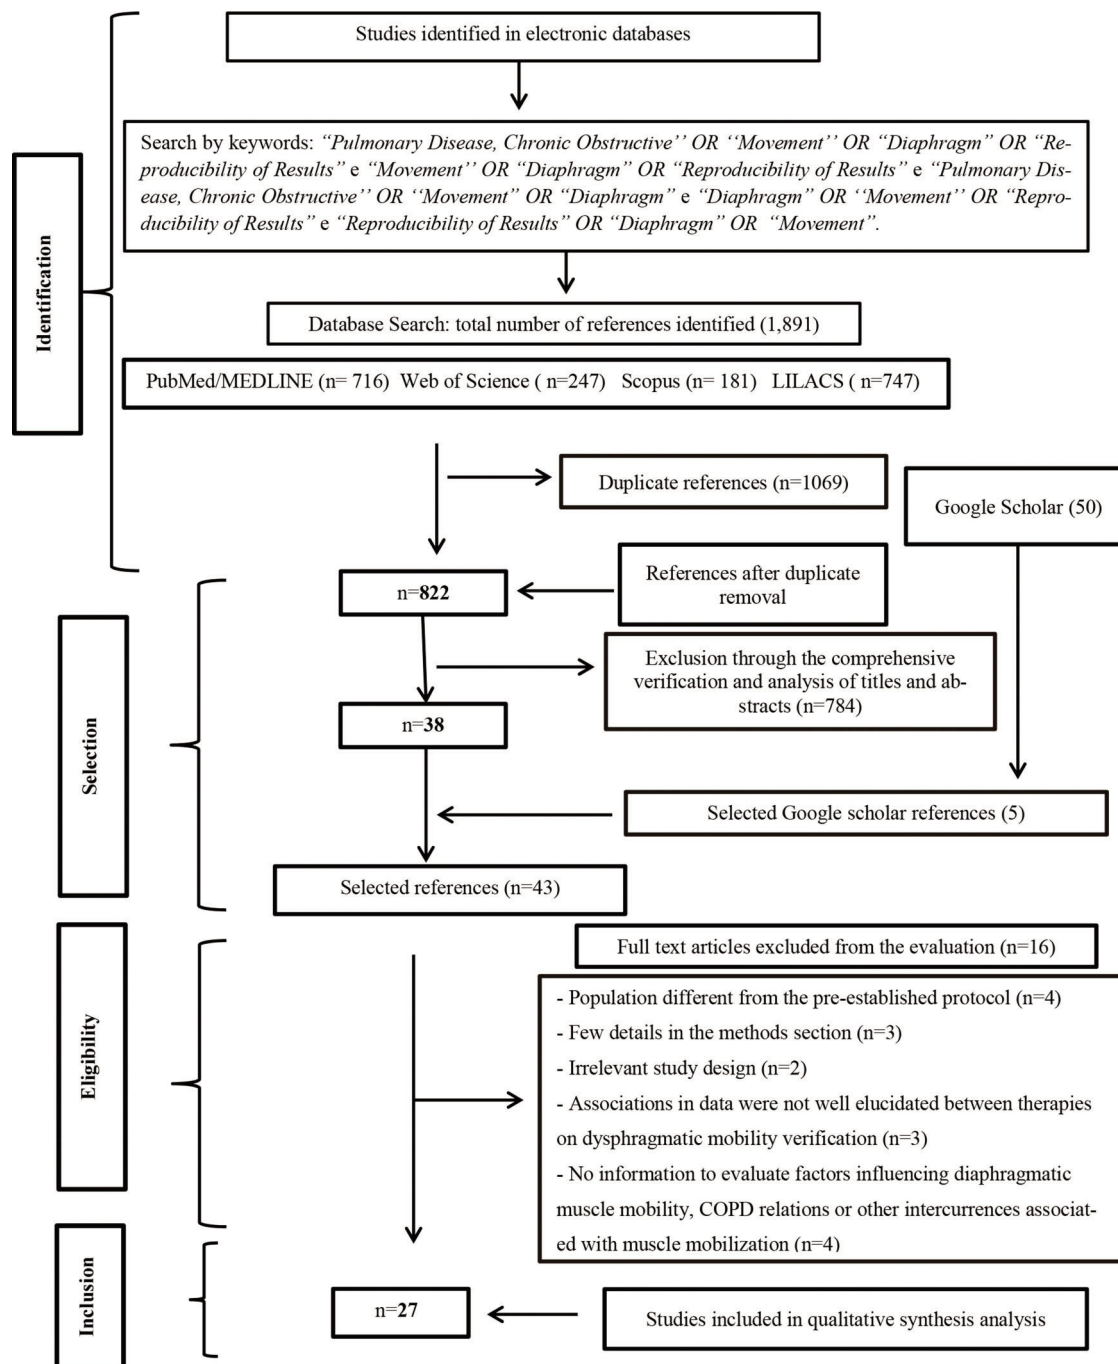 Studies identified in electronic databases
Search by keywords: “Pulmonary Disease, Chronic Obstructive’’ OR ‘‘Movement’’ OR “Diaphragm” OR “Re-
producibility of Results” e “Movement’’ OR “Diaphragm” OR “Reproducibility of Results” e “Pulmonary Dis-
ease, Chronic Obstructive’’ OR ‘‘Movement” OR “Diaphragm” e “Diaphragm” OR ‘‘Movement’’ OR “Repro-
ducibility of Results” e “Reproducibility of Results” OR “Diaphragm” OR “Movement”.
Identification
Database Search: total number of references identified (1,891)
PubMed/MEDLINE (n= 716) Web of Science ( n=247) Scopus (n= 181) LILACS ( n=747)
Duplicate references (n=1069)
Google Scholar (50)
n=822
References after duplicate
removal
Selection
Exclusion through the comprehensive
verification and analysis of titles and ab-
stracts (n=784)
n=38
Selected Google scholar references (5)
Selected references (n=43)
Eligibility
Full text articles excluded from the evaluation (n=16)
- Population different from the pre-established protocol (n=4)
- Few details in the methods section (n=3)
- Irrelevant study design (n=2)
- Associations in data were not well elucidated between therapies
on dysphragmatic mobility verification (n=3)
- No information to evaluate factors influencing diaphragmatic
muscle mobility, COPD relations or other intercurrences associat-
ed with muscle mobilization (n=4)
Inclusion
n=27
Studies included in qualitative synthesis analysis